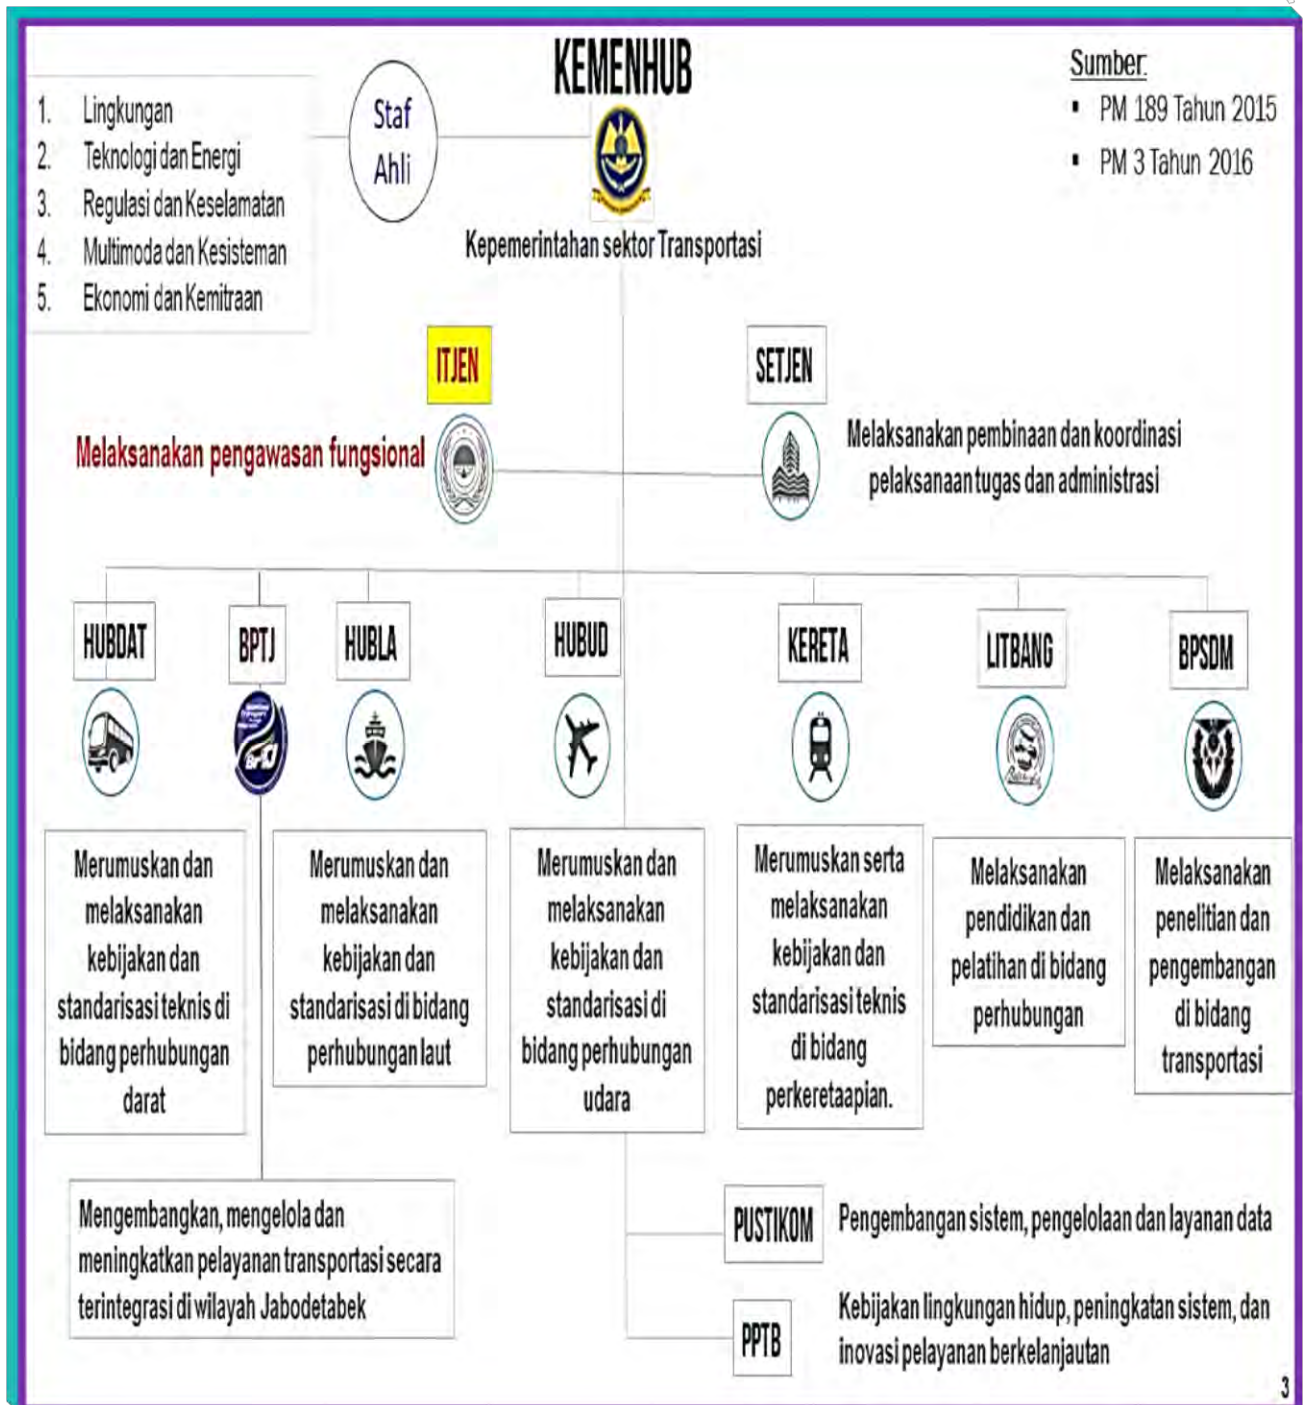 KEMENHUB
Sumber:
▪ PM 189 Tahun 2015
▪ PM 3 Tahun 2016
1. Lingkungan
2. Teknologi dan Energi
3. Regulasi dan Keselamatan
4. Multimoda dan Kesisteman
5. Ekonomi dan Kemitraan
Staf
Ahli
Kepemerintahan sektor Transportasi
ITJEN
Melaksanakan pengawasan fungsional
SETJEN
Melaksanakan pembinaan dan koordinasi
pelaksanaan tugas dan administrasi
HUBDAT
BPTJ
HUBLA
HUBUD
KERETA
LITBANG
BPSDM
Merumuskan dan
melaksanakan
kebijakan dan
standarisasi teknis di
bidang perhubungan
darat
Merumuskan dan
melaksanakan
kebijakan dan
standarisasi di bidang
perhubungan laut
Merumuskan dan
melaksanakan
kebijakan dan
standarisasi di
bidang perhubungan
udara
Merumuskan serta
melaksanakan
kebijakan dan
standarisasi teknis
di bidang
perkeretaapian.
Melaksanakan
pendidikan dan
pelatihan di bidang
perhubungan
Melaksanakan
penelitian dan
pengembangan
di bidang
transportasi
Mengembangkan, mengelola dan
meningkatkan pelayanan transportasi secara
terintegrasi di wilayah Jabodetabek
PUSTIKOM
Pengembangan sistem, pengelolaan dan layanan data
PPTB
Kebijakan lingkungan hidup, peningkatan sistem, dan
inovasi pelayanan berkelanjutan
3